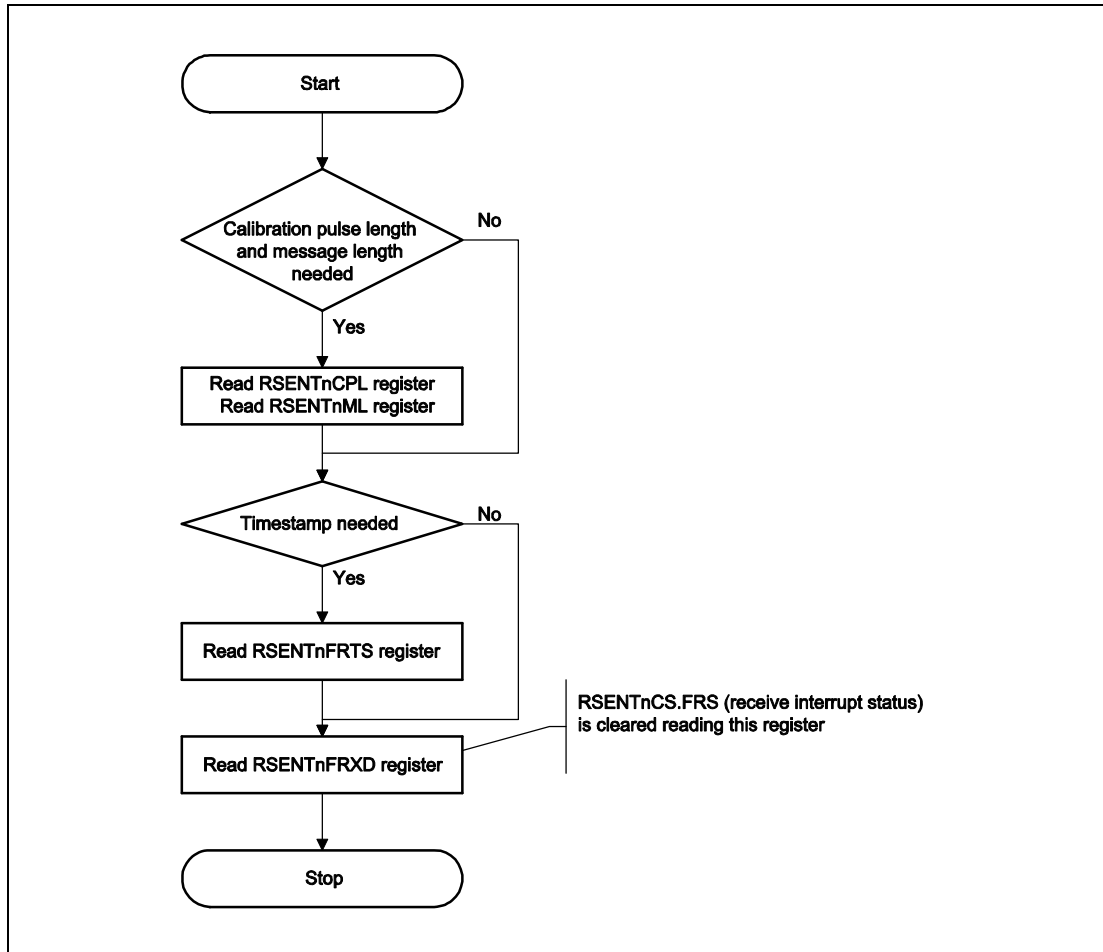 Start
Calibration pulse length
and message length
needed
No
Yes
Read RSENTnCPL register
Read RSENTnML register
Timestamp needed
No
Yes
Read RSENTnFRTS register
RSENTnCS.FRS (receive interrupt status)
is cleared reading this register
Read RSENTnFRXD register
Stop